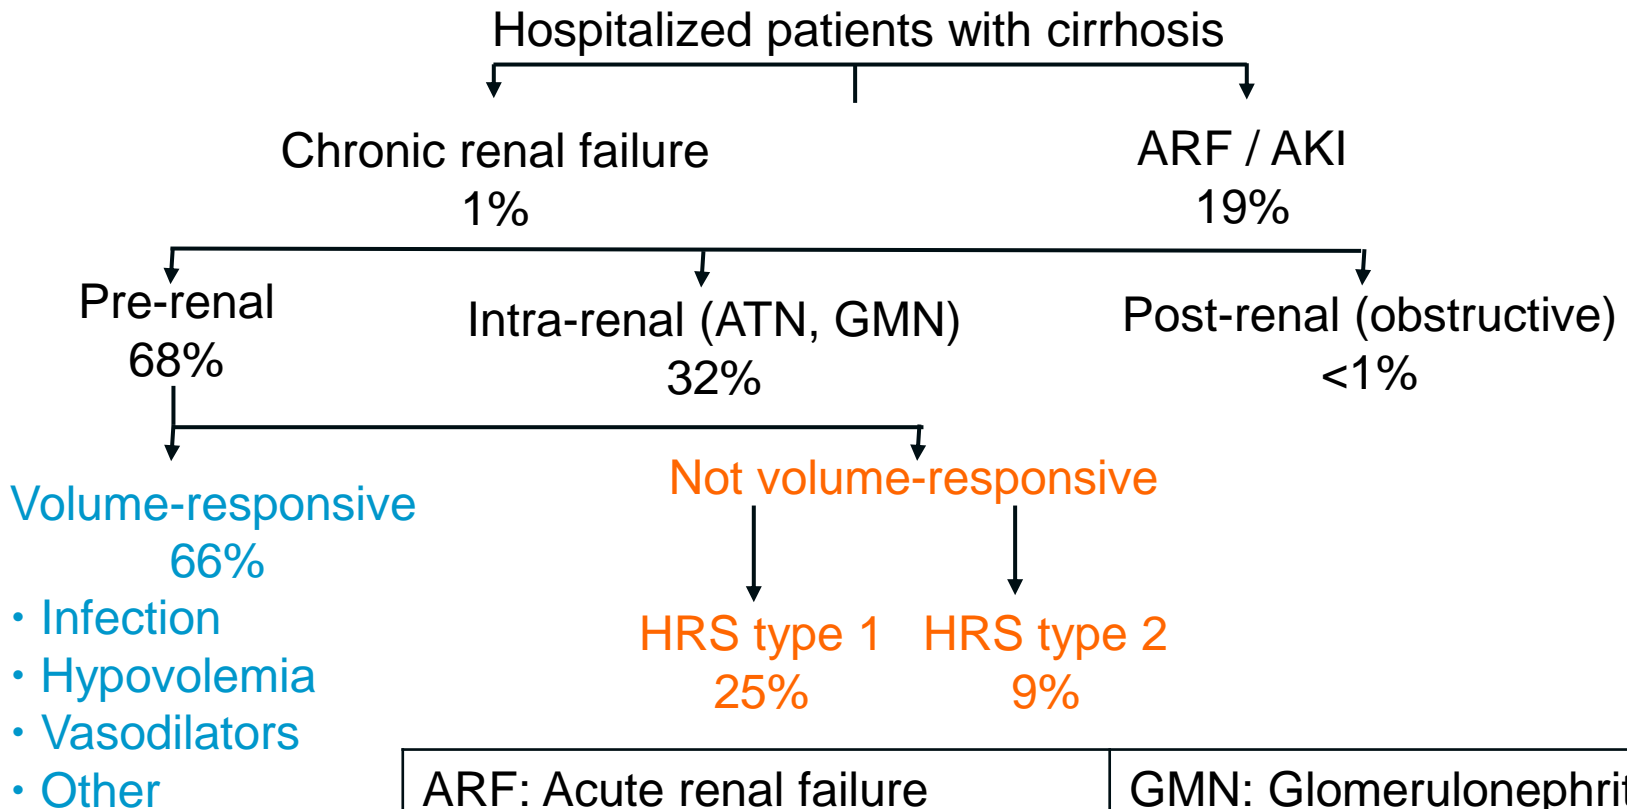 Hospitalized patients with cirrhosis
Chronic renal failure
1%
ARF / AKI
19%
Pre-renal
68%
Intra-renal (ATN, GMN)
32%
Post-renal (obstructive)
<1%
Volume-responsive
66%
• Infection
• Hypovolemia
• Vasodilators
• Other
Not volume-responsive
HRS type 1
25%
HRS type 2
9%
ARF: Acute renal failure
GMN: Glomerulonephrit